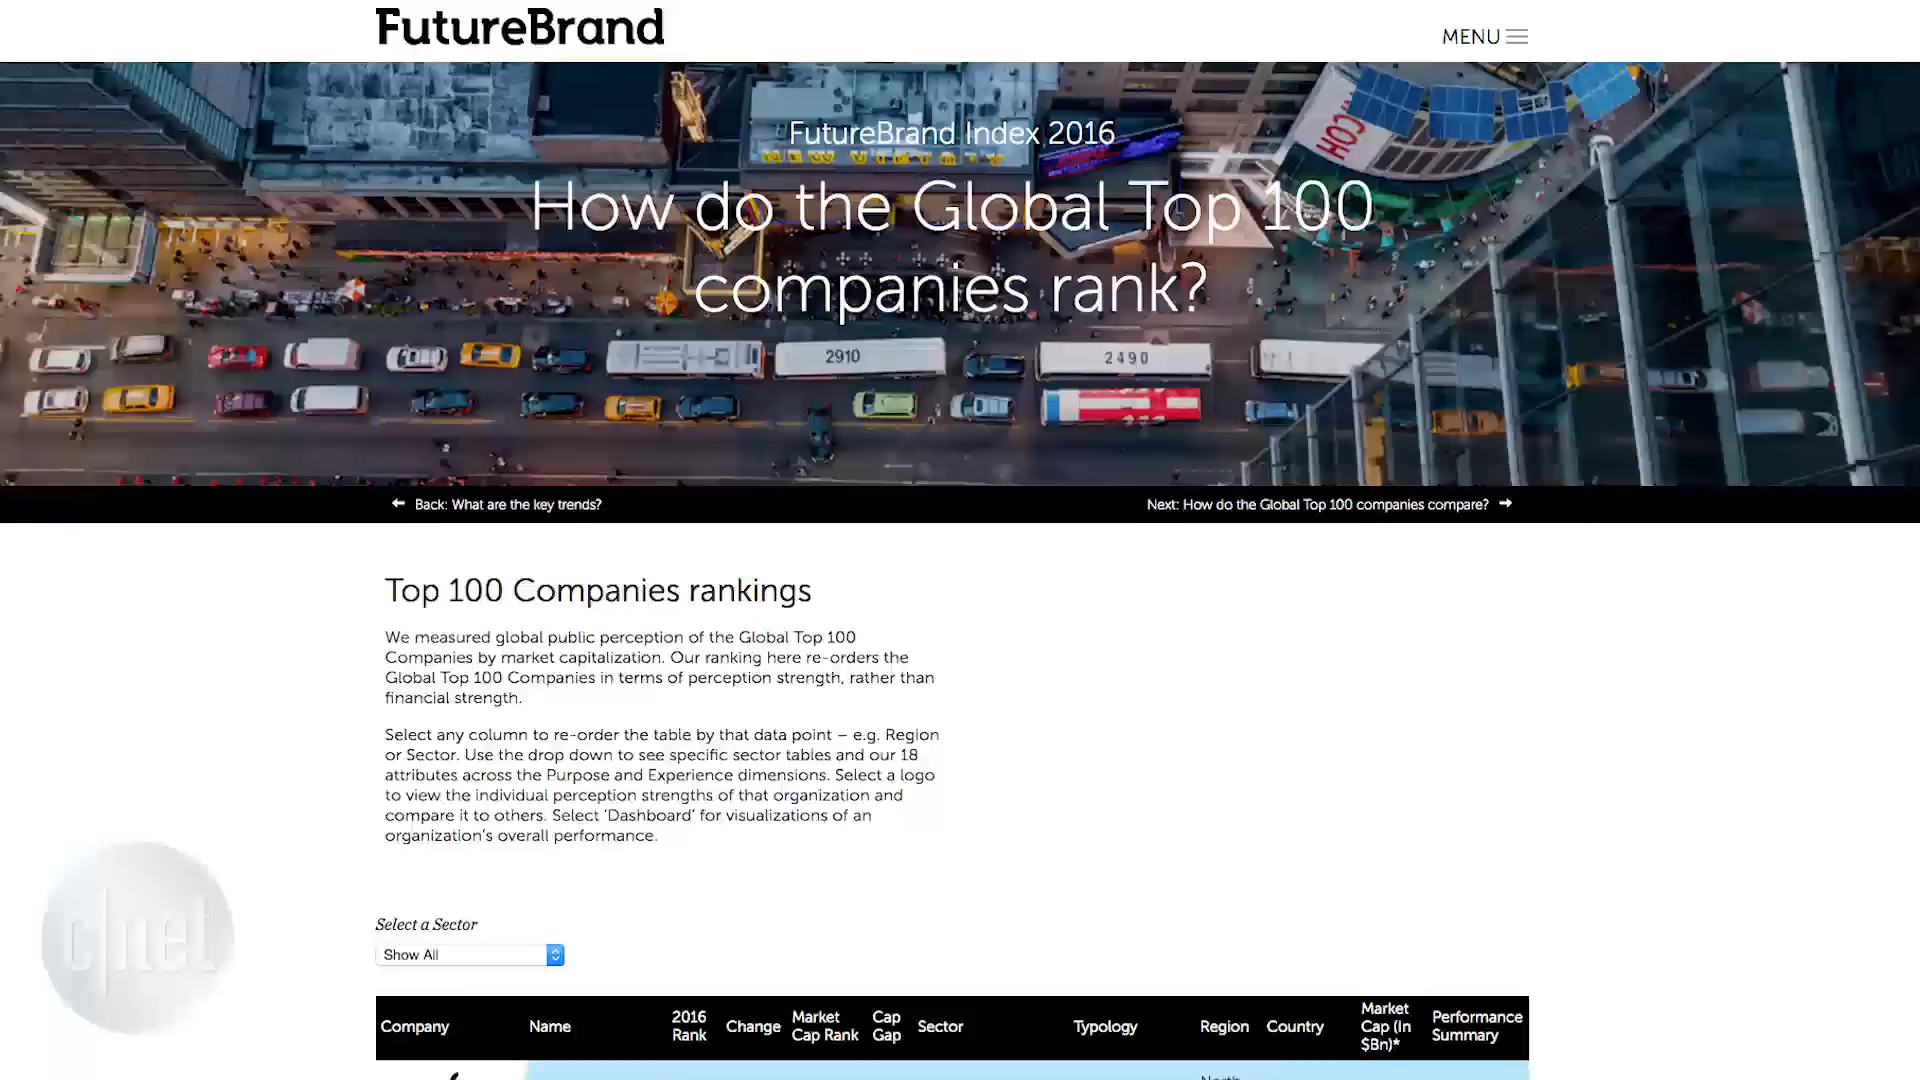 FutureBrand
MENU
FutureBrand Index 2016
How do the Global Top 100
companies rank?
2910
2490
Back: What are the key trends?
Next: How do the Global Top 100 companies compare?
Top 100 Companies rankings
We measured global public perception of the Global Top 100
Companies by market capitalization. Our ranking here re-orders the
Global Top 100 Companies in terms of perception strength, rather than
financial strength.
Select any column to re-order the table by that data point – e.g. Region
or Sector. Use the drop down to see specific sector tables and our 18
attributes across the Purpose and Experience dimensions. Select a logo
to view the individual perception strengths of that organization and
compare it to others. Select 'Dashboard' for visualizations of an
organization's overall performance.
c|net
Select a Sector
Show All
Company Name 2016 Rank Change Market Cap Rank Cap Gap Sector Typology Region Country Market Cap (In $Bn)* Performance Summary